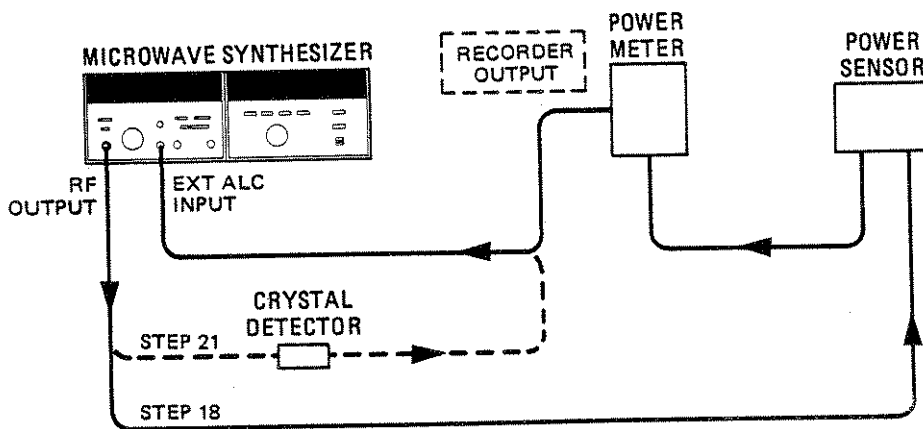 MICROWAVE SYNTHESIZER
RECORDER
OUTPUT
POWER
METER
POWER
SENSOR
RF
OUTPUT
EXT ALC
INPUT
CRYSTAL
DETECTOR
STEP 21
STEP 18